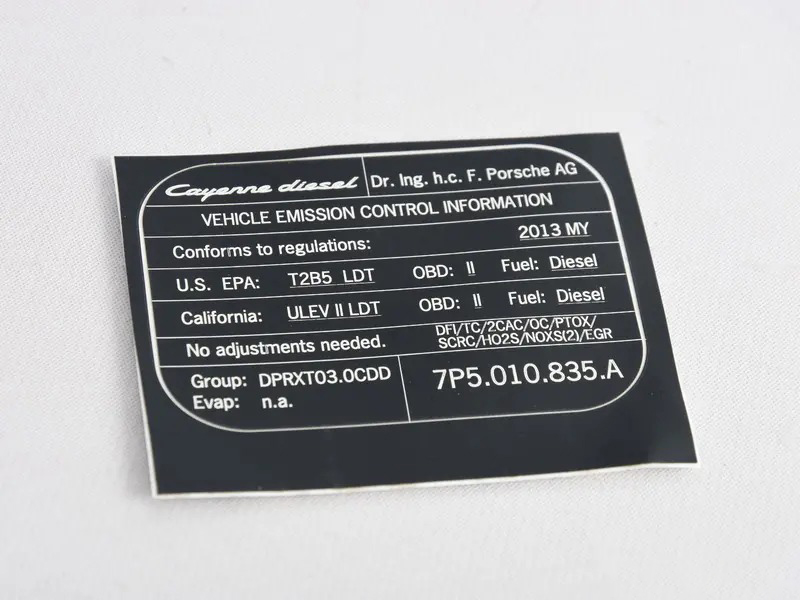 Cayenne diesel Dr. Ing. h.c. F. Porsche AG
VEHICLE EMISSION CONTROL INFORMATION
Conforms to regulations: 2013 MY
U.S. EPA: T2B5 LDT OBD: II Fuel: Diesel
California: ULEV II LDT OBD: II Fuel: Diesel
No adjustments needed.
DFI/TC/2CAC/OC/PTOX/
SCRC/HO2S/NOXS(2)/EGR
Group: DPRXT03.0CDD
Evap: n.a.
7P5.010.835.A